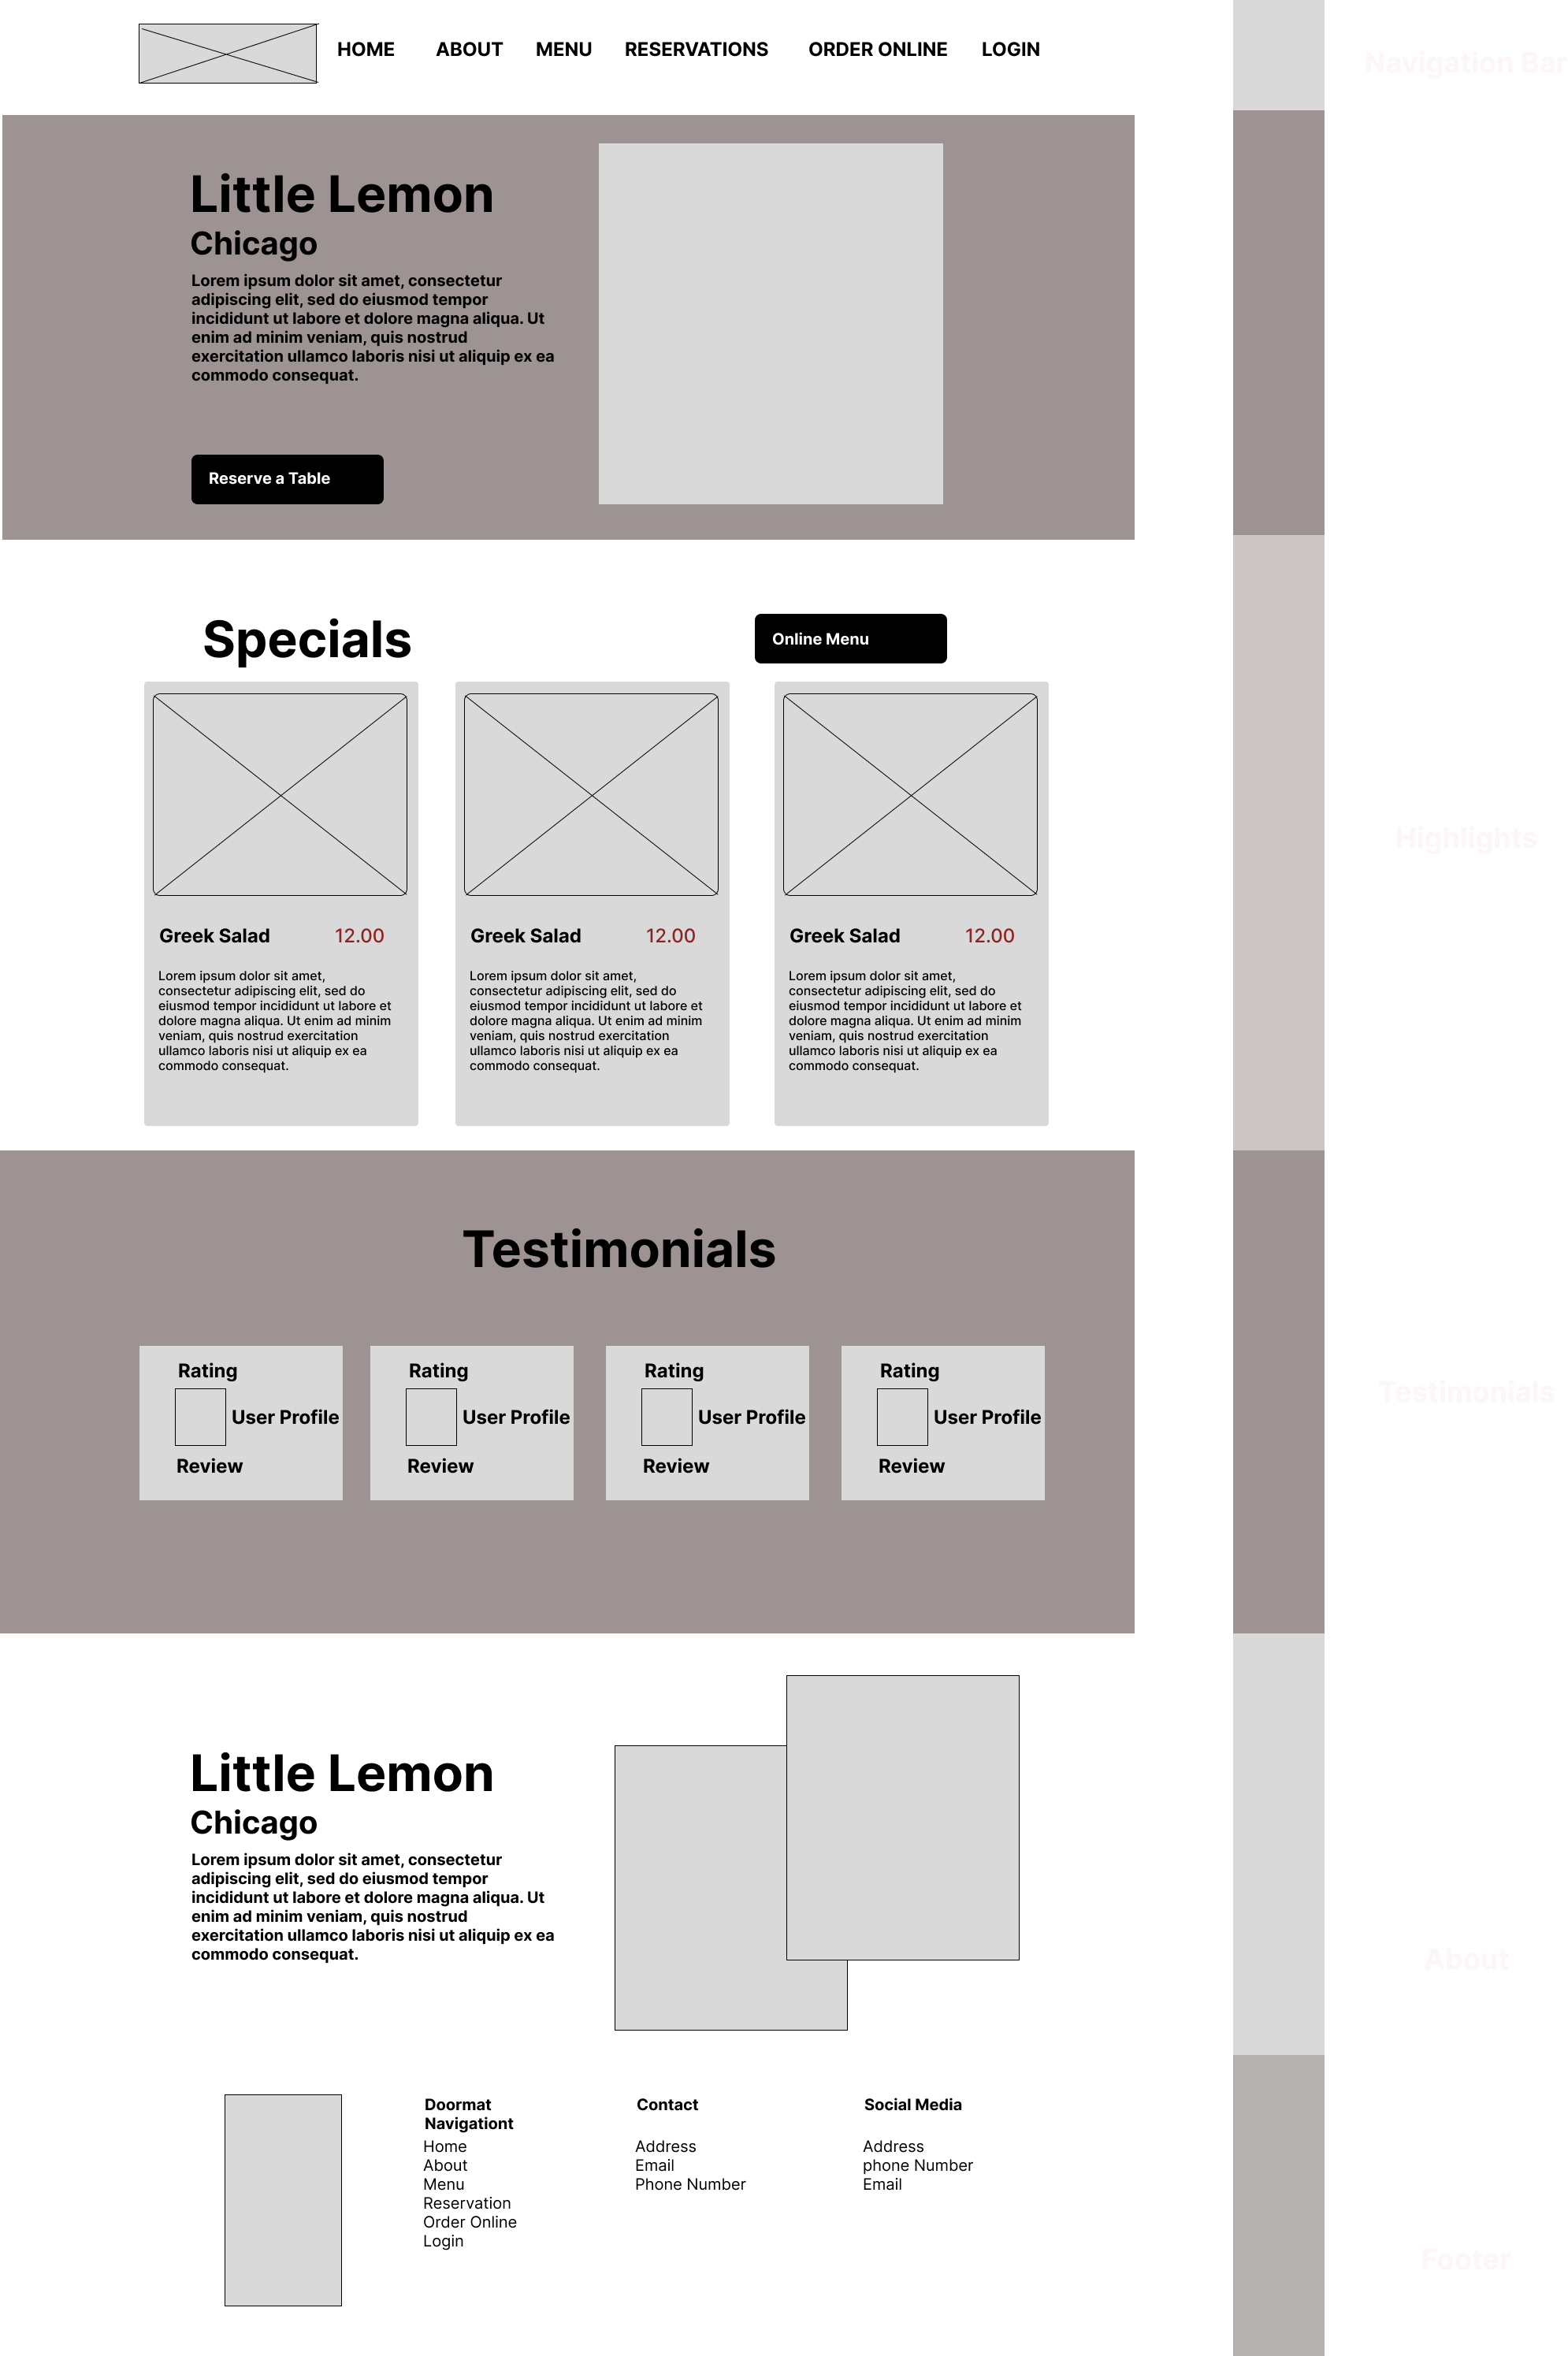 HOME ABOUT MENU RESERVATIONS ORDER ONLINE LOGIN
Navigation Bar
Little Lemon
Chicago
Lorem ipsum dolor sit amet, consectetur
adipiscing elit, sed do eiusmod tempor
incididunt ut labore et dolore magna aliqua. Ut
enim ad minim veniam, quis nostrud
exercitation ullamco laboris nisi ut aliquip ex ea
commodo consequat.
Reserve a Table
Specials
Online Menu
Highlights
Greek Salad 12.00
Lorem ipsum dolor sit amet,
consectetur adipiscing elit, sed do
eiusmod tempor incididunt ut labore et
dolore magna aliqua. Ut enim ad minim
veniam, quis nostrud exercitation
ullamco laboris nisi ut aliquip ex ea
commodo consequat.
Greek Salad 12.00
Lorem ipsum dolor sit amet,
consectetur adipiscing elit, sed do
eiusmod tempor incididunt ut labore et
dolore magna aliqua. Ut enim ad minim
veniam, quis nostrud exercitation
ullamco laboris nisi ut aliquip ex ea
commodo consequat.
Greek Salad 12.00
Lorem ipsum dolor sit amet,
consectetur adipiscing elit, sed do
eiusmod tempor incididunt ut labore et
dolore magna aliqua. Ut enim ad minim
veniam, quis nostrud exercitation
ullamco laboris nisi ut aliquip ex ea
commodo consequat.
Testimonials
Testimonials
Rating
User Profile
Review
Rating
User Profile
Review
Rating
User Profile
Review
Rating
User Profile
Review
Little Lemon
Chicago
Lorem ipsum dolor sit amet, consectetur
adipiscing elit, sed do eiusmod tempor
incididunt ut labore et dolore magna aliqua. Ut
enim ad minim veniam, quis nostrud
exercitation ullamco laboris nisi ut aliquip ex ea
commodo consequat.
About
Doormat
Navigationt
Home
About
Menu
Reservation
Order Online
Login
Contact
Address
Email
Phone Number
Social Media
Address
phone Number
Email
Footer